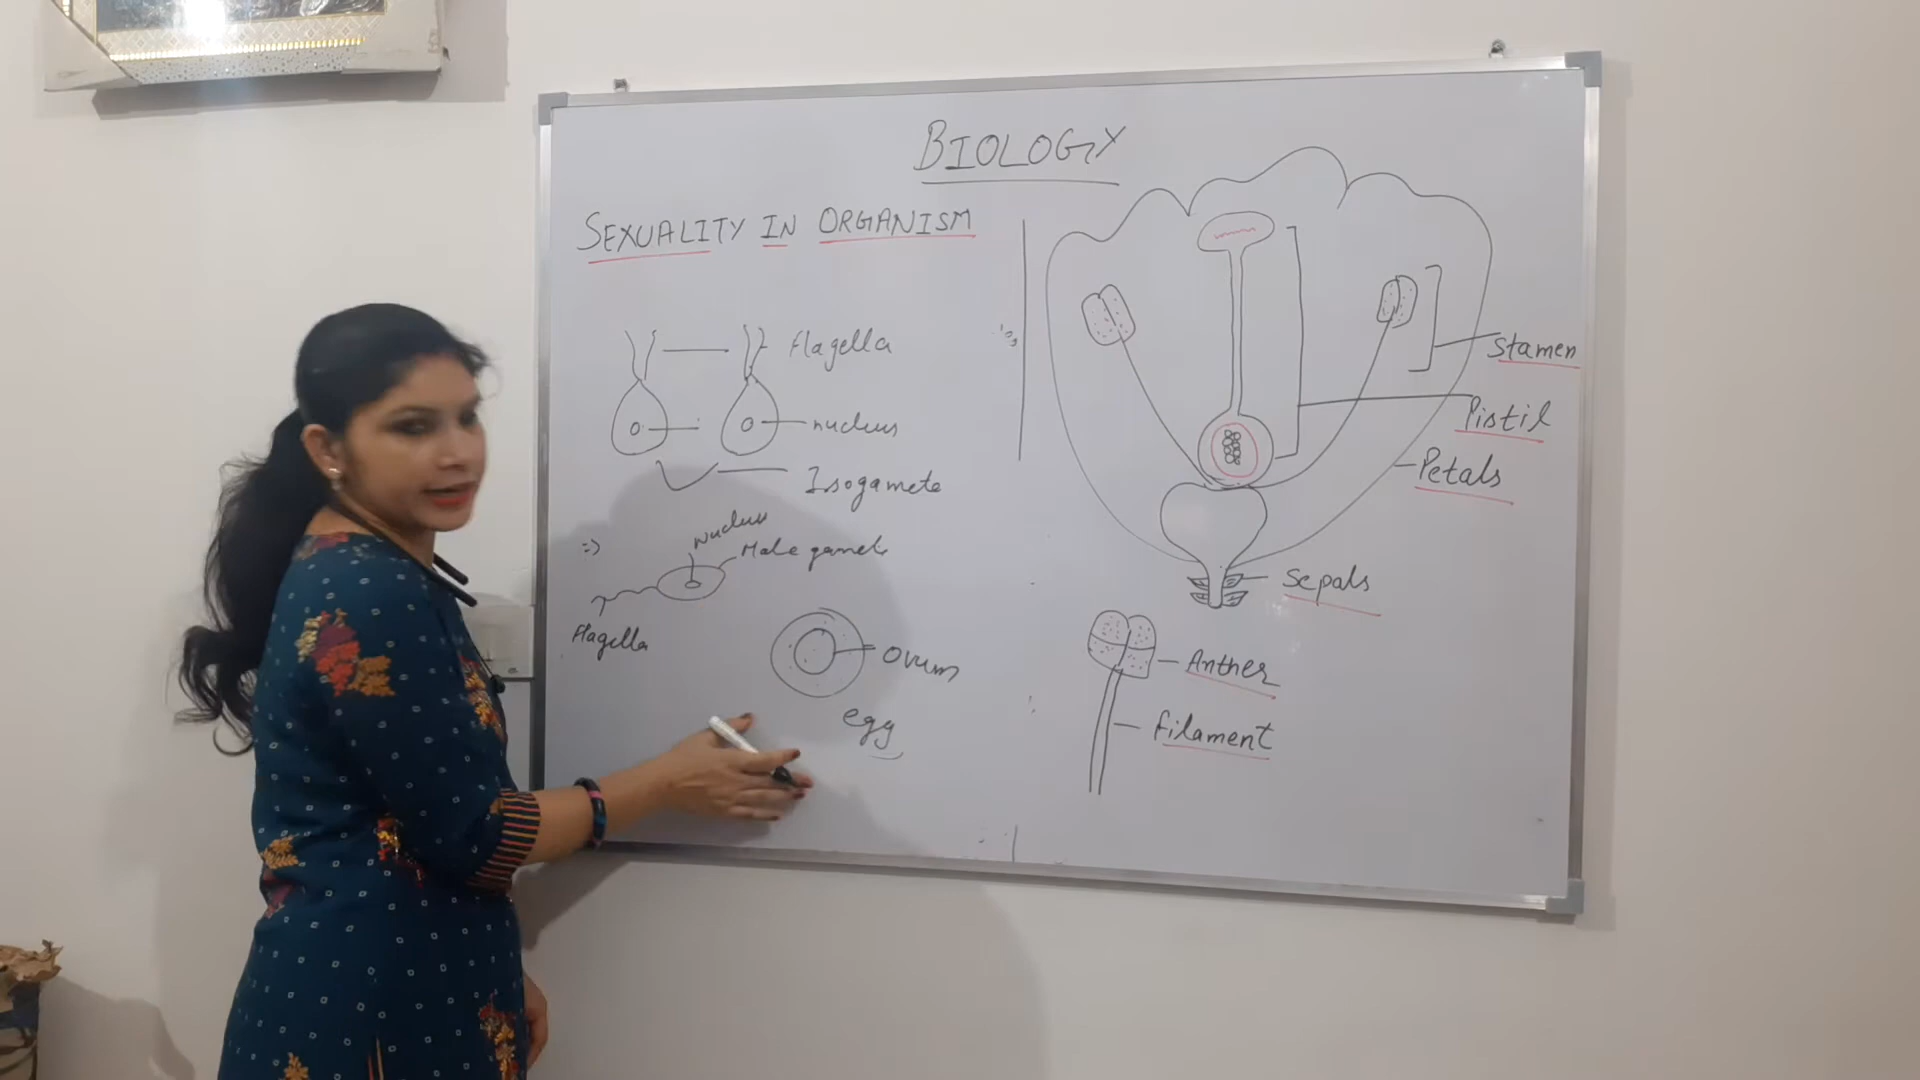 BIOLOGY
SEXUALITY IN ORGANISM
Flagella
nucleus
Isogamete
Nucleus
Male gamete
Flagella
Ovum
egg
Stamen
Pistil
Petals
Sepals
Anther
filament